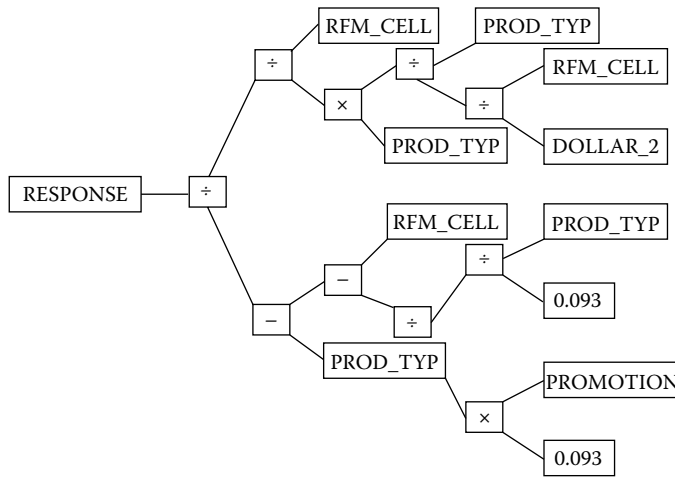 RFM_CELL
PROD_TYP
÷
÷
RFM_CELL
×
÷
PROD_TYP
DOLLAR_2
RESPONSE
÷
RFM_CELL
PROD_TYP
÷
−
0.093
−
÷
PROD_TYP
PROMOTION
×
0.093